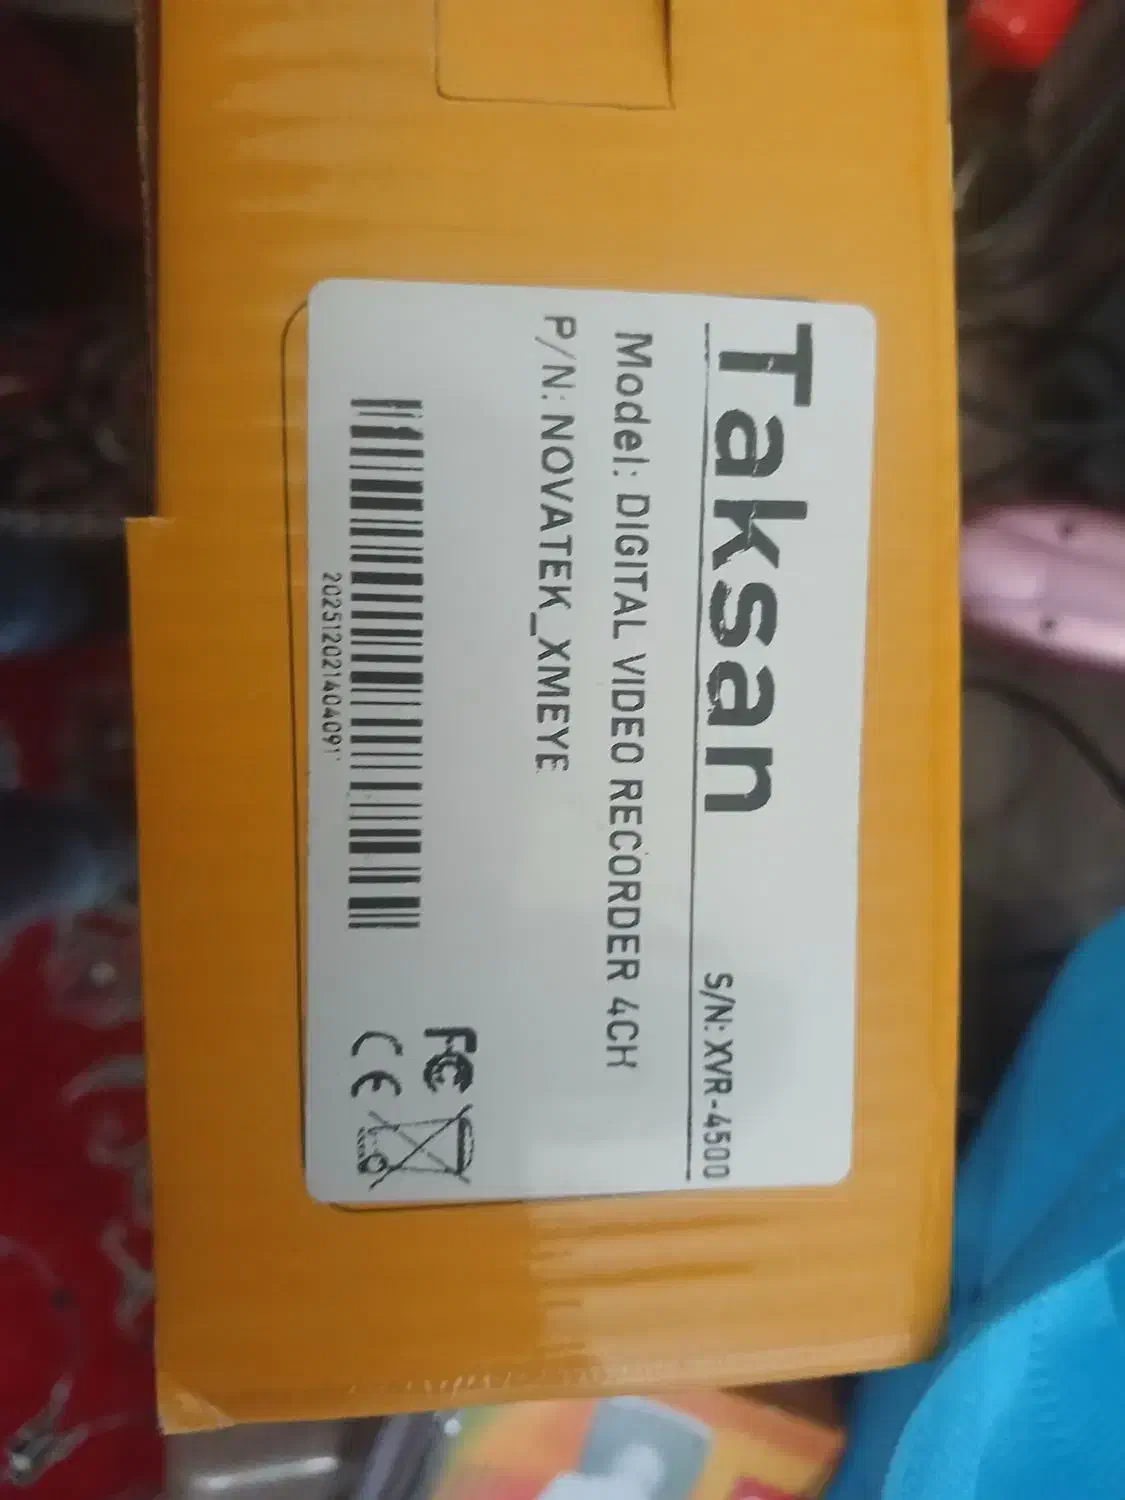 Taksan
S/N: XVR-4500
Model: DIGITAL VIDEO RECORDER 4CH
P/N: NOVATEK_XMEYE
20251202140409
FC
CE